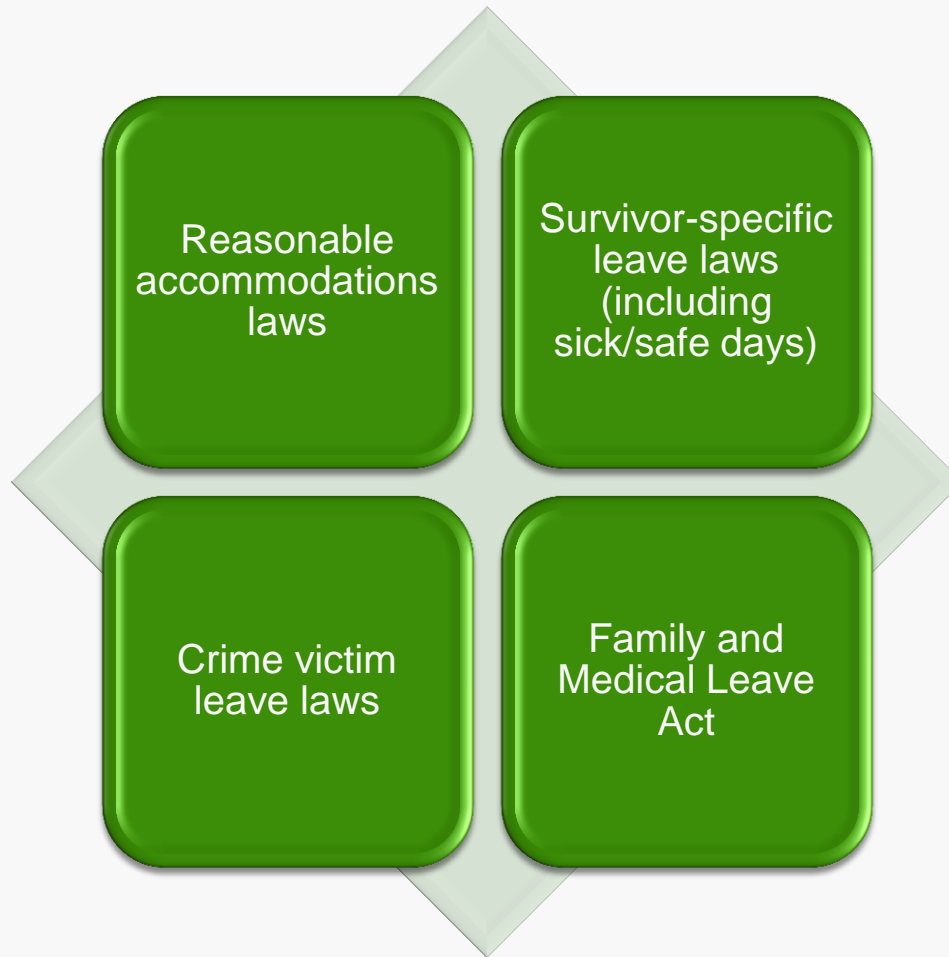 Reasonable
accommodations
laws
Survivor-specific
leave laws
(including
sick/safe days)
Crime victim
leave laws
Family and
Medical Leave
Act